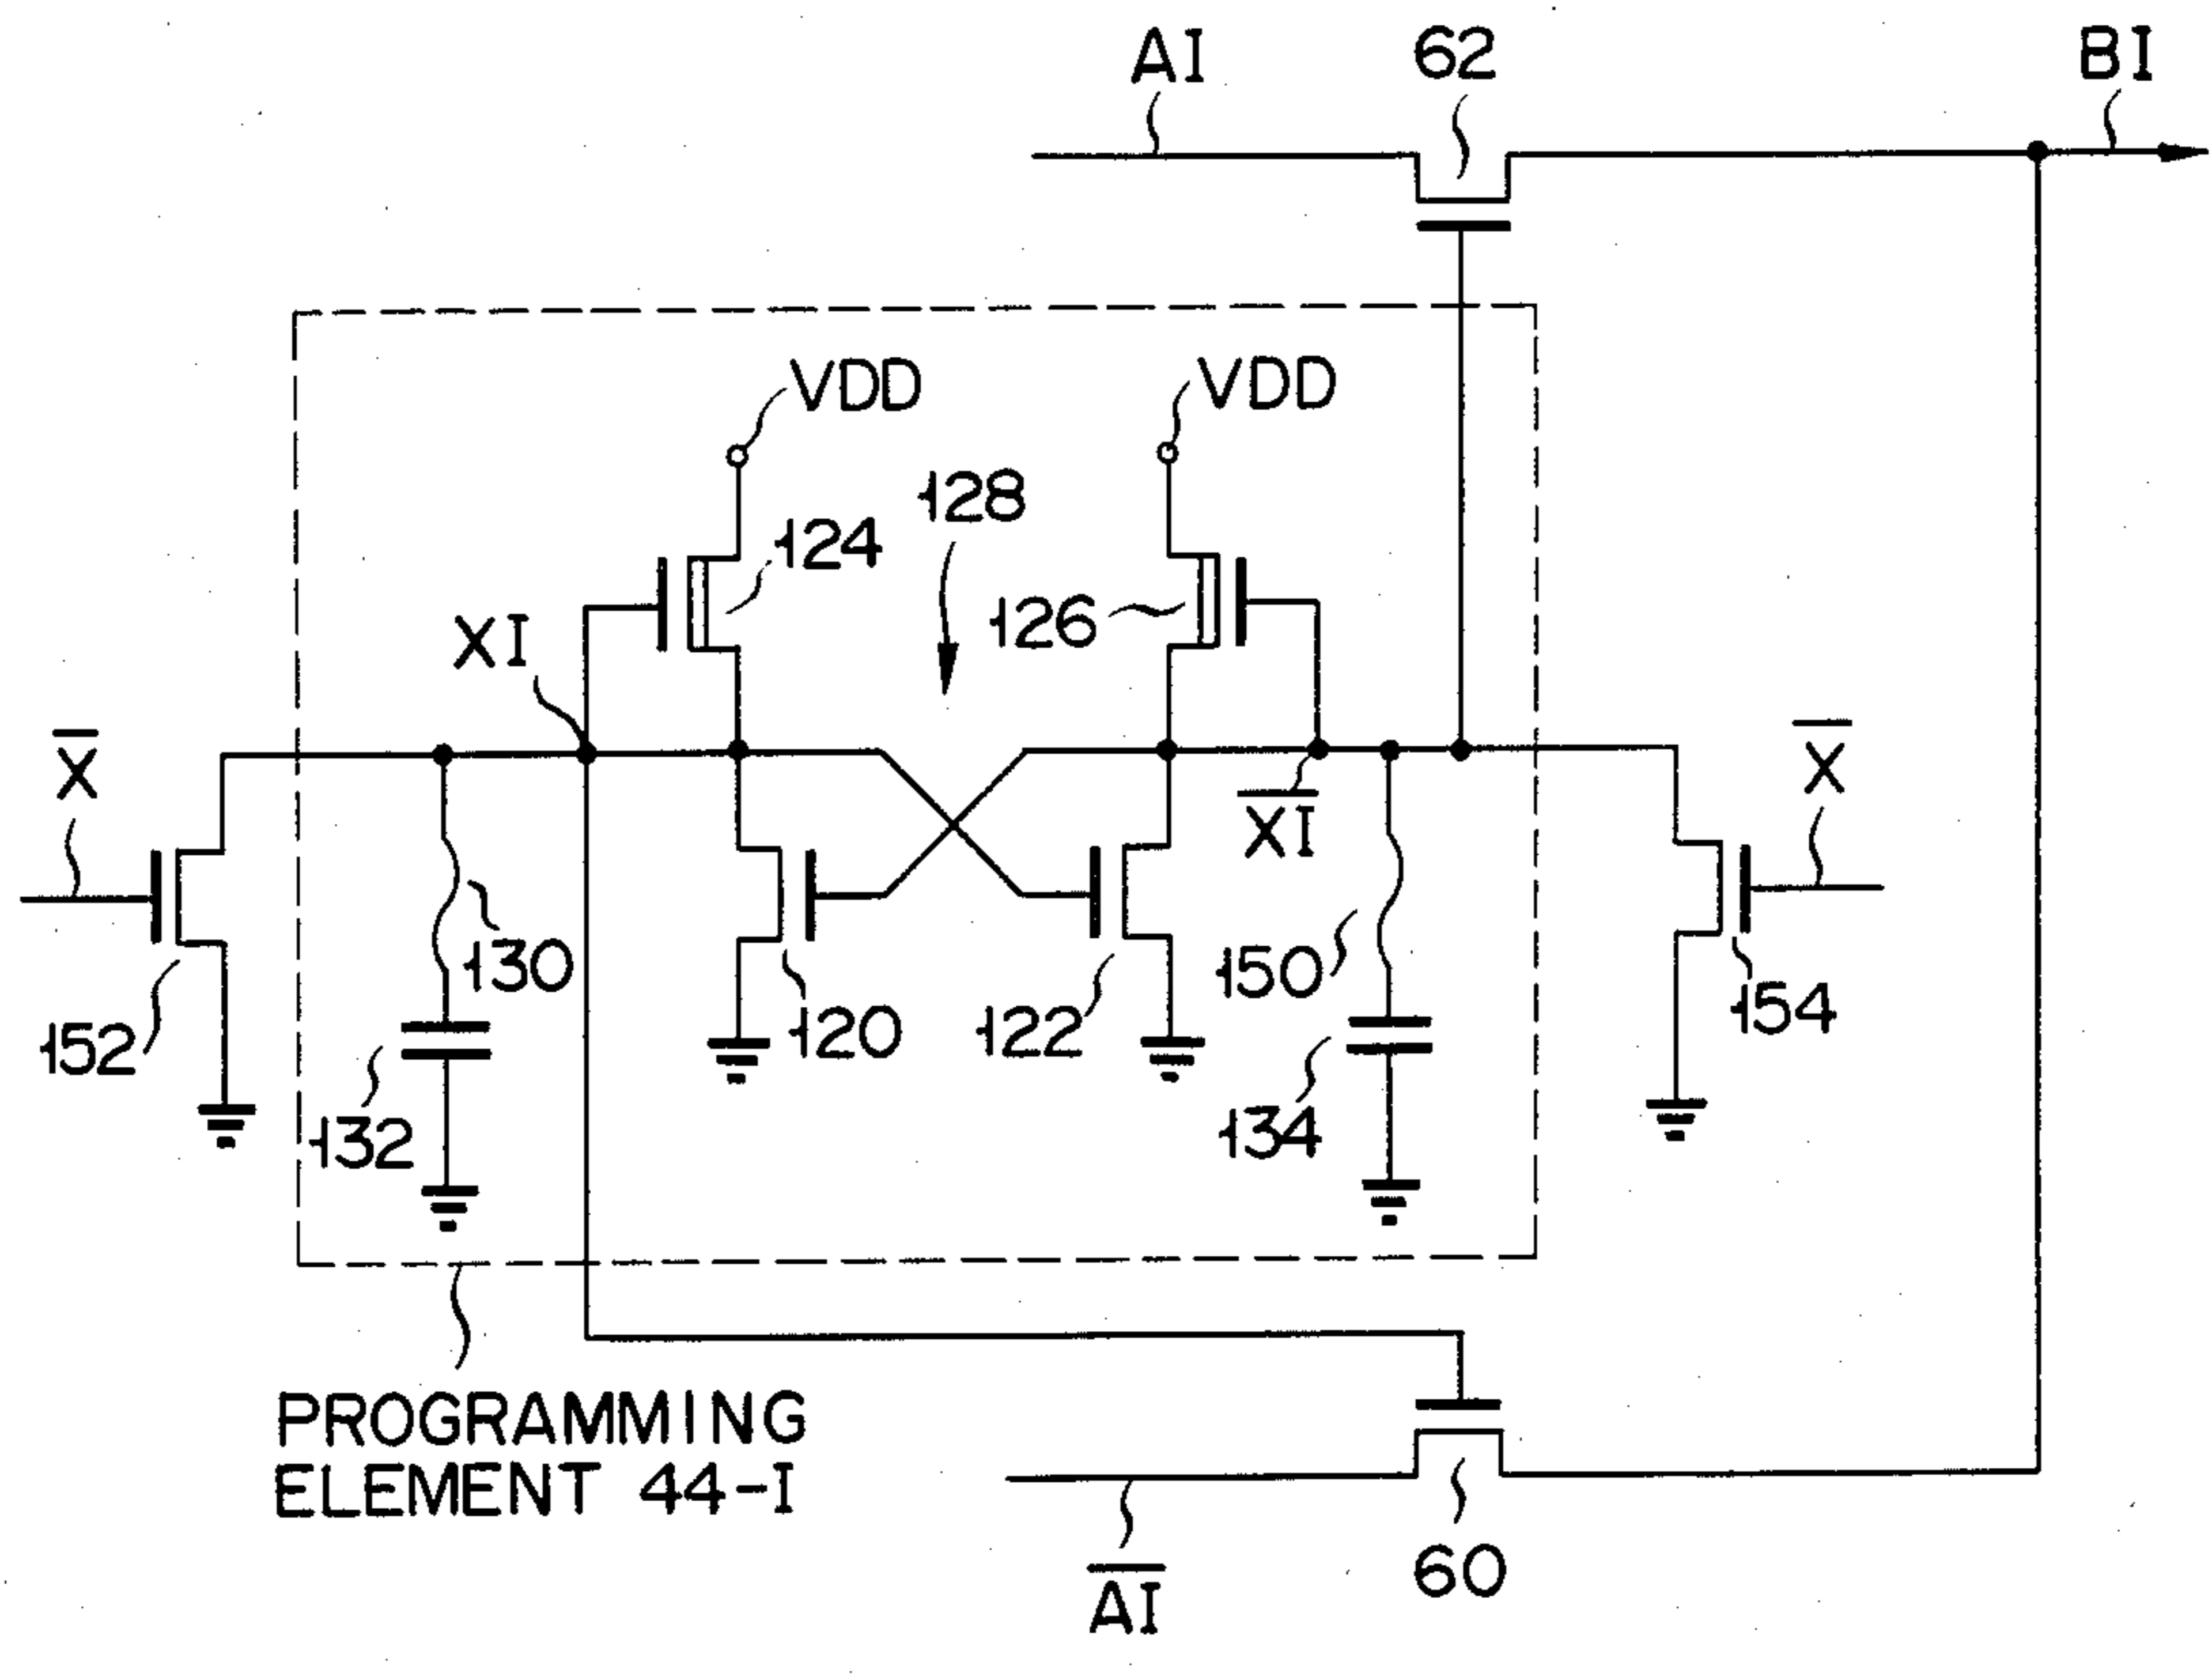 AI
62
BI
VDD
VDD
128
124
126
XI
X̅
X̅
X̅I̅
130
150
152
120
122
154
132
134
PROGRAMMING
ELEMENT 44-I
A̅I̅
60